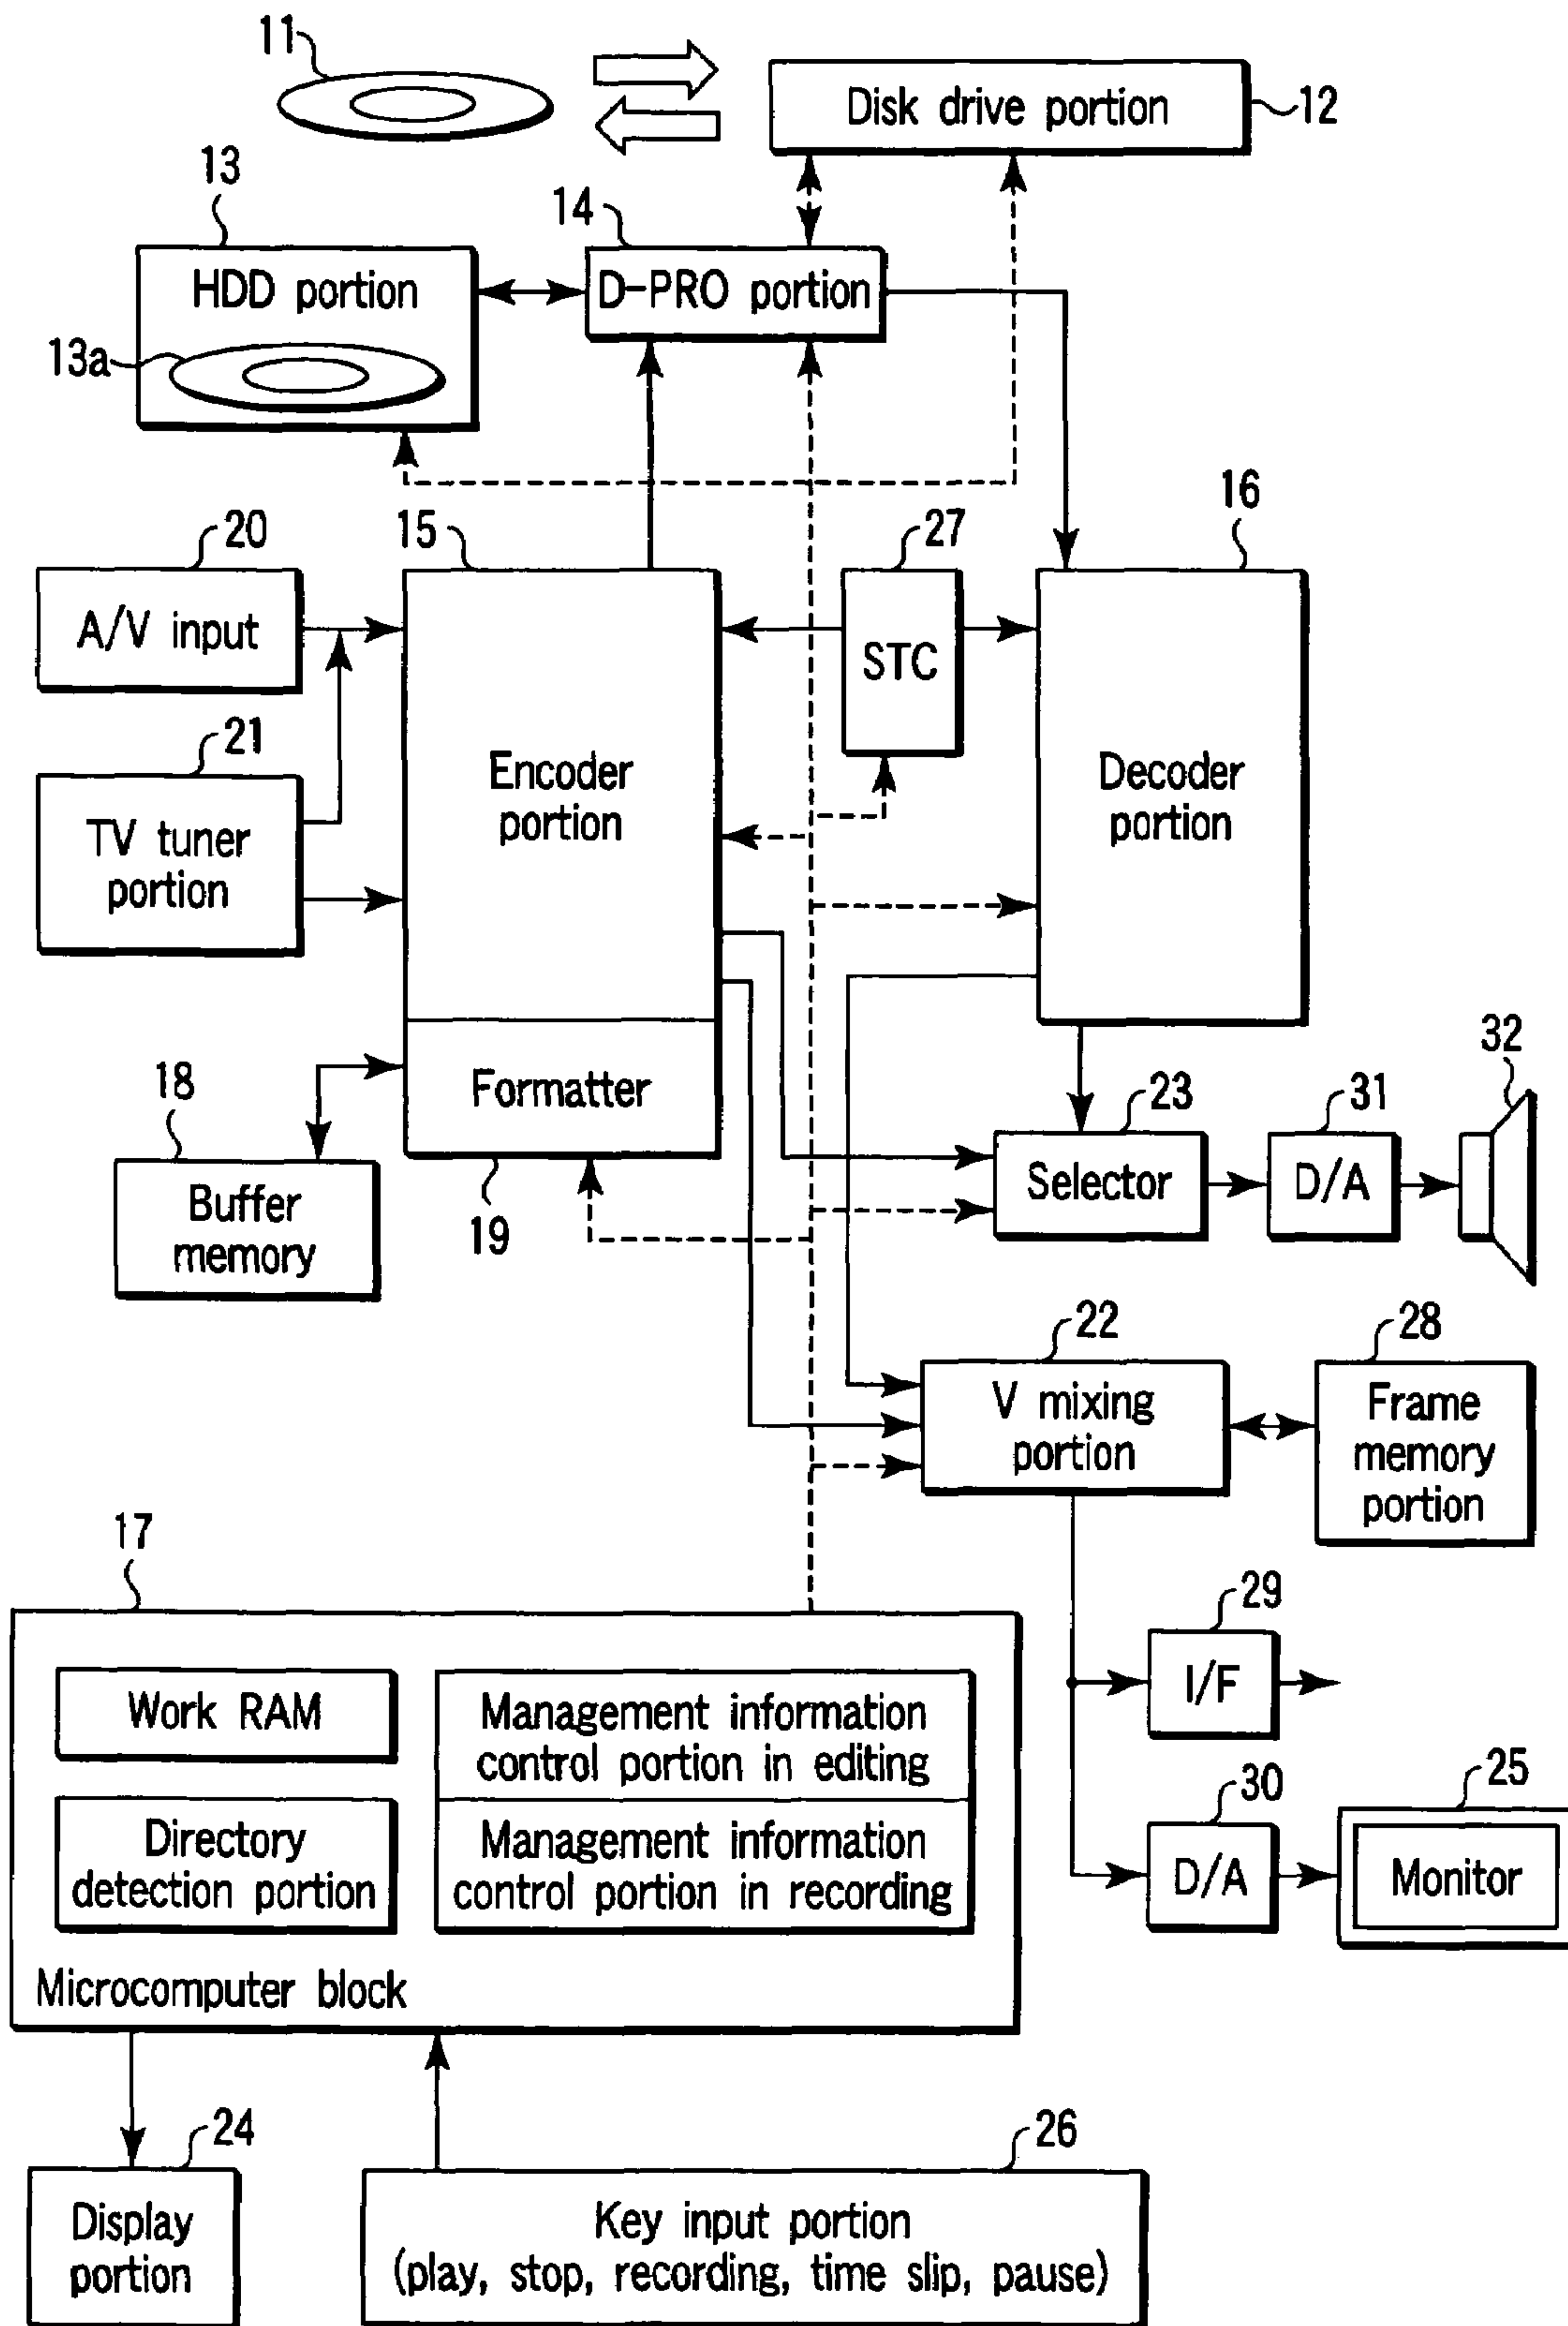 11
Disk drive portion
12
13
14
HDD portion
D-PRO portion
13a
20
15
27
16
A/V input
STC
21
Encoder
portion
Decoder
portion
TV tuner
portion
32
18
Formatter
23
31
Buffer
memory
19
Selector
D/A
22
28
V mixing
portion
Frame
memory
portion
17
29
Work RAM
Management information
control portion in editing
I/F
30
25
Directory
detection portion
Management information
control portion in recording
D/A
Monitor
Microcomputer block
24
26
Display
portion
Key input portion
(play, stop, recording, time slip, pause)